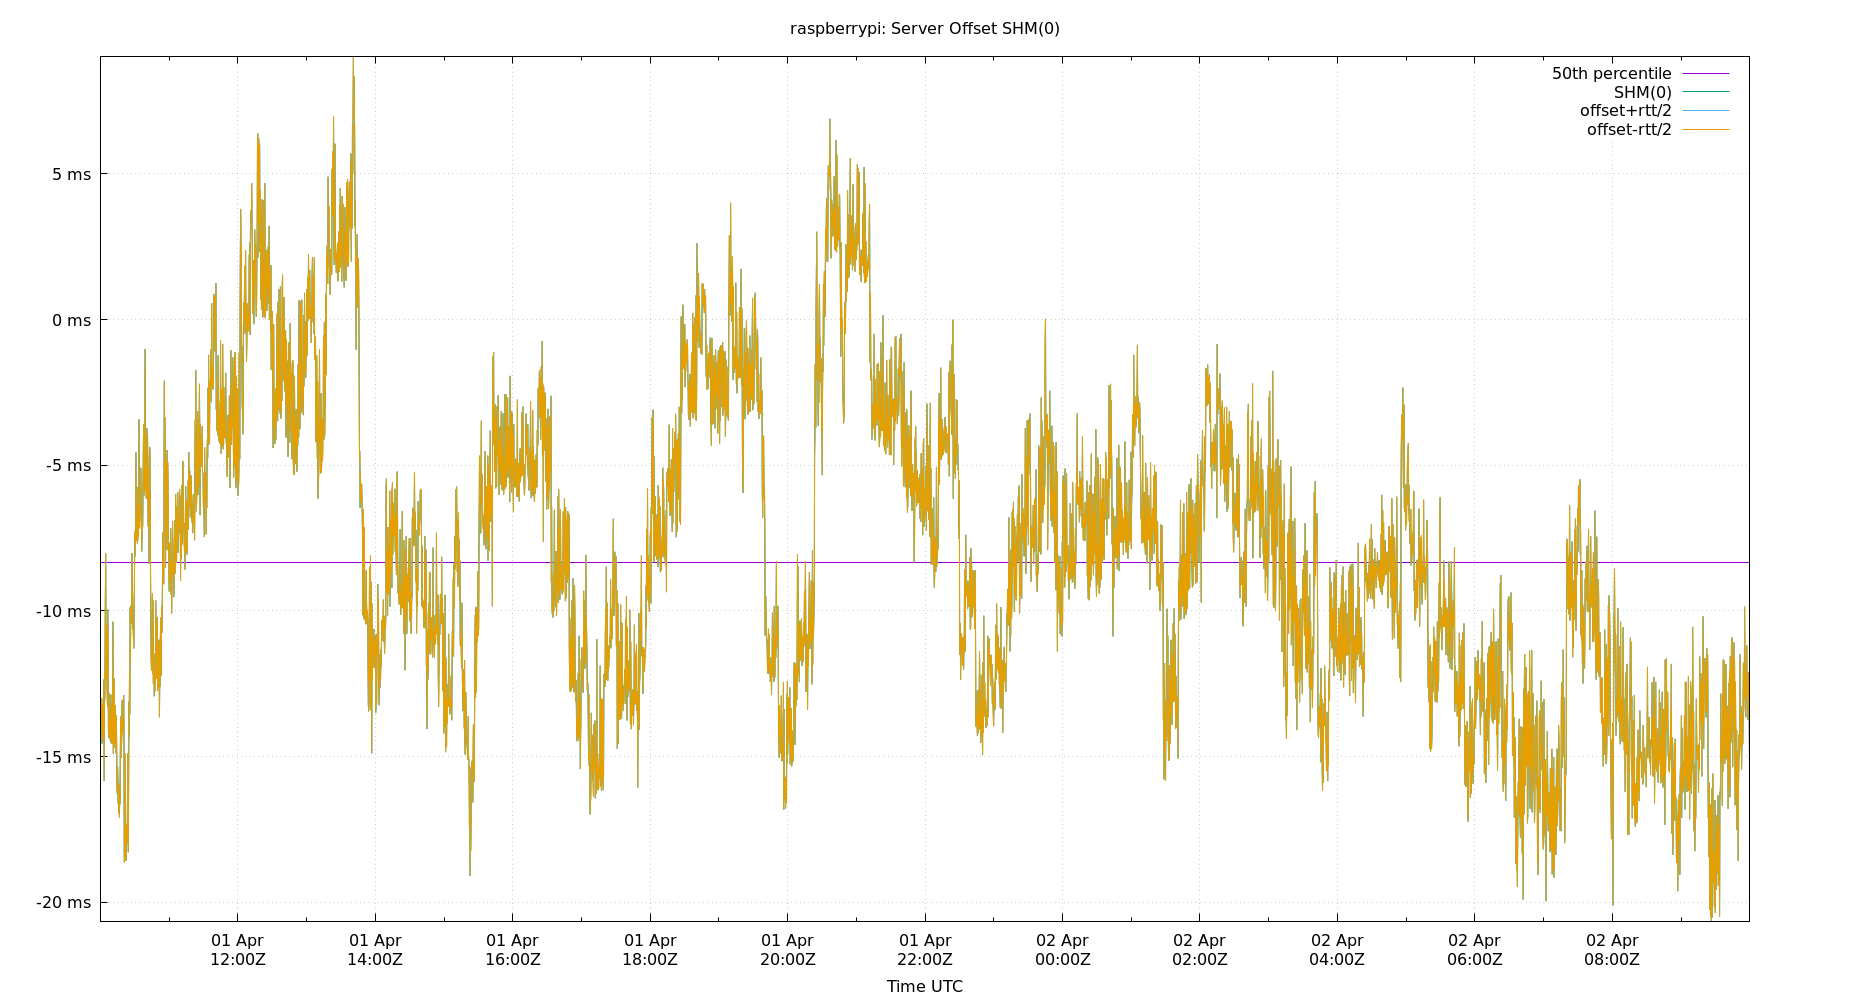 raspberrypi: Server Offset SHM(0)
50th percentile
SHM(0)
offset+rtt/2
offset-rtt/2
5 ms
0 ms
-5 ms
-10 ms
-15 ms
-20 ms
01 Apr 01 Apr 01 Apr 01 Apr 01 Apr 01 Apr 02 Apr 02 Apr 02 Apr 02 Apr 02 Apr
12:00Z 14:00Z 16:00Z 18:00Z 20:00Z 22:00Z 00:00Z 02:00Z 04:00Z 06:00Z 08:00Z
Time UTC